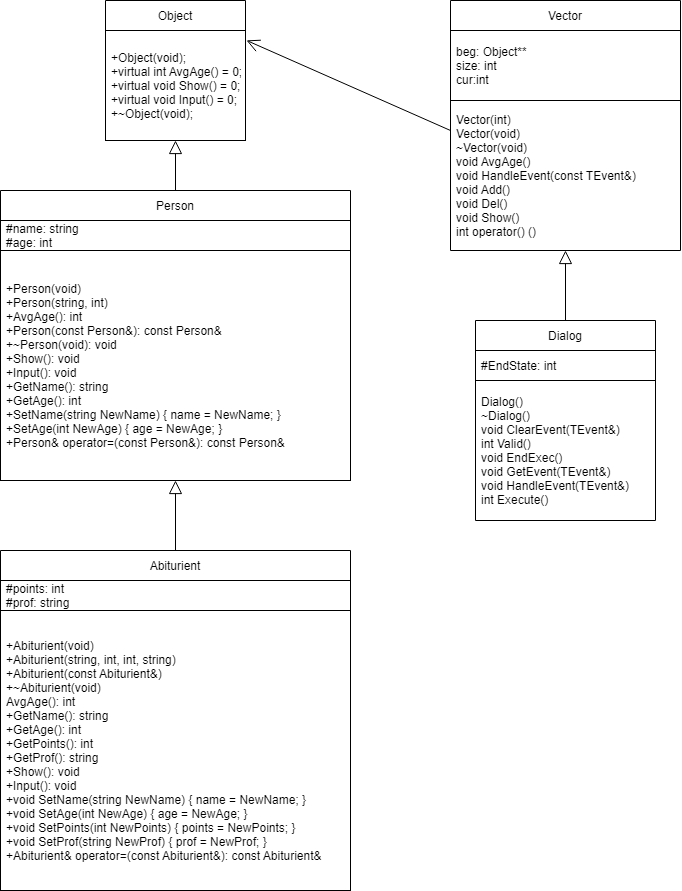 Object
+Object(void);
+virtual int AvgAge() = 0;
+virtual void Show() = 0;
+virtual void Input() = 0;
+~Object(void);
Vector
beg: Object**
size: int
cur:int
Vector(int)
Vector(void)
~Vector(void)
void AvgAge()
void HandleEvent(const TEvent&)
void Add()
void Del()
void Show()
int operator() ()
Person
#name: string
#age: int
+Person(void)
+Person(string, int)
+AvgAge(): int
+Person(const Person&): const Person&
+~Person(void): void
+Show(): void
+Input(): void
+GetName(): string
+GetAge(): int
+SetName(string NewName) { name = NewName; }
+SetAge(int NewAge) { age = NewAge; }
+Person& operator=(const Person&): const Person&
Dialog
#EndState: int
Dialog()
~Dialog()
void ClearEvent(TEvent&)
int Valid()
void EndExec()
void GetEvent(TEvent&)
void HandleEvent(TEvent&)
int Execute()
Abiturient
#points: int
#prof: string
+Abiturient(void)
+Abiturient(string, int, int, string)
+Abiturient(const Abiturient&)
+~Abiturient(void)
AvgAge(): int
+GetName(): string
+GetAge(): int
+GetPoints(): int
+GetProf(): string
+Show(): void
+Input(): void
+void SetName(string NewName) { name = NewName; }
+void SetAge(int NewAge) { age = NewAge; }
+void SetPoints(int NewPoints) { points = NewPoints; }
+void SetProf(string NewProf) { prof = NewProf; }
+Abiturient& operator=(const Abiturient&): const Abiturient&